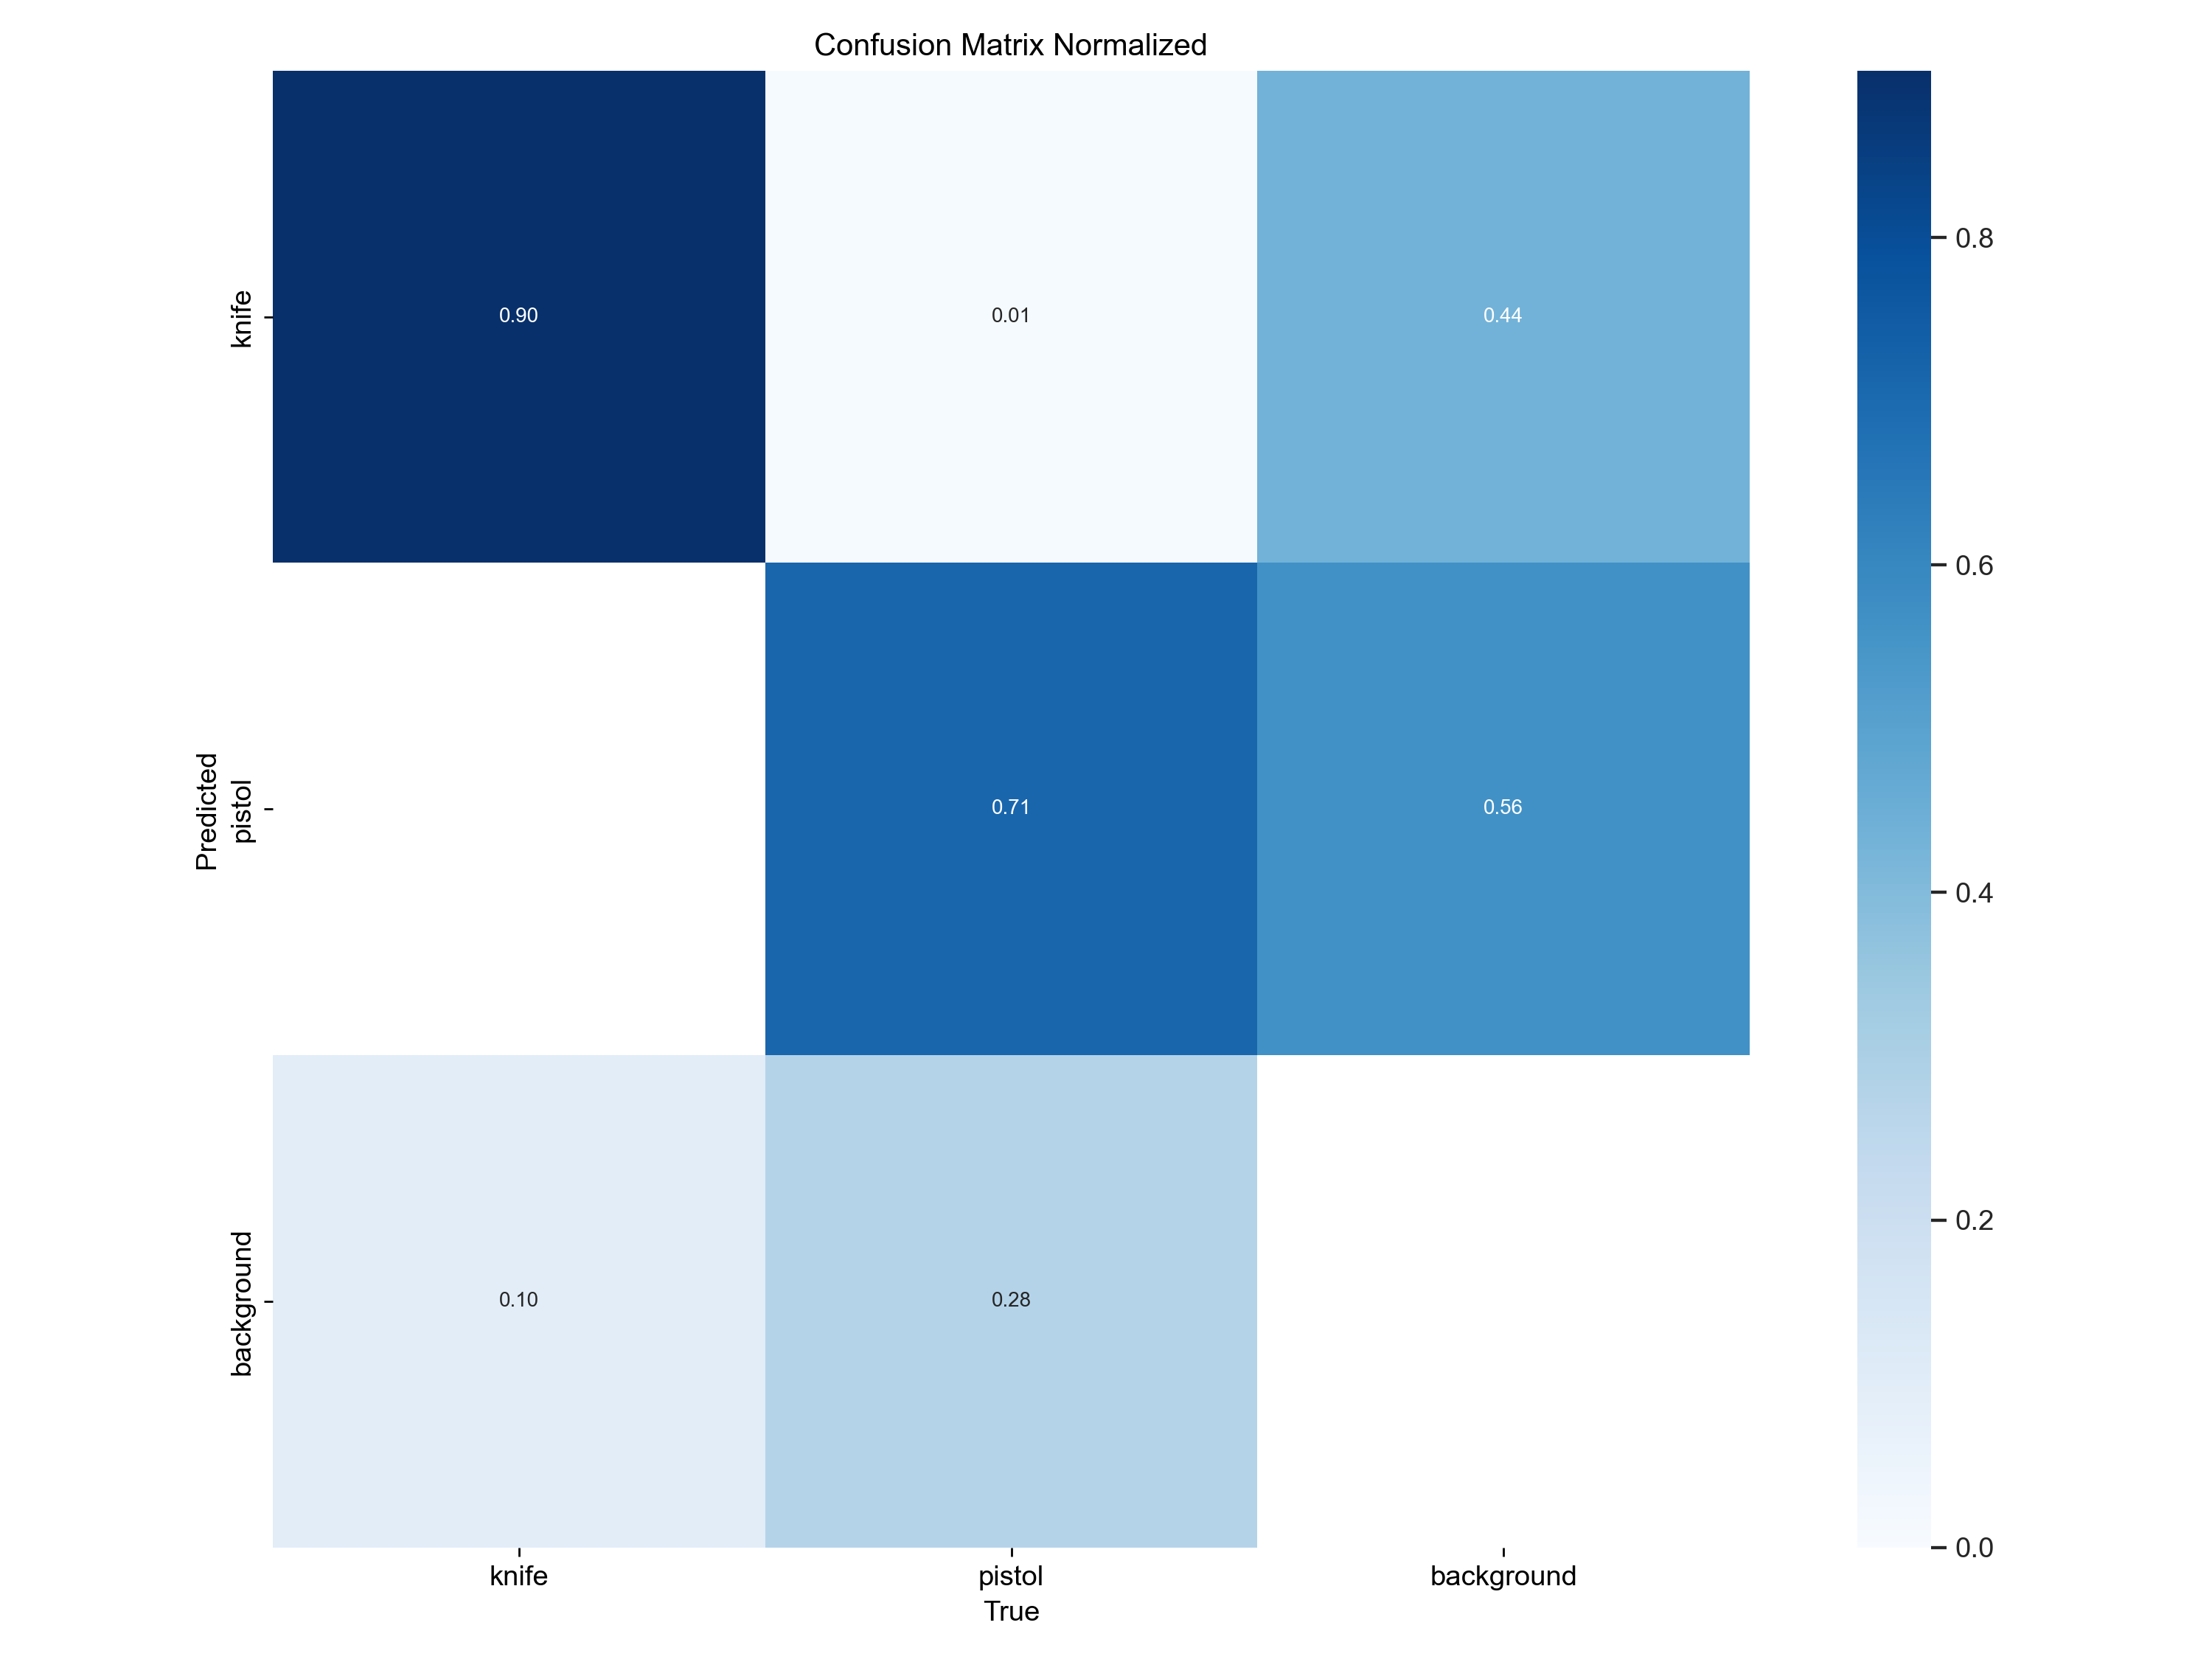 Confusion Matrix Normalized
knife
0.90
0.01
0.44
Predicted
pistol
0.71
0.56
background
0.10
0.28
knife
pistol
background
True
0.8
0.6
0.4
0.2
0.0